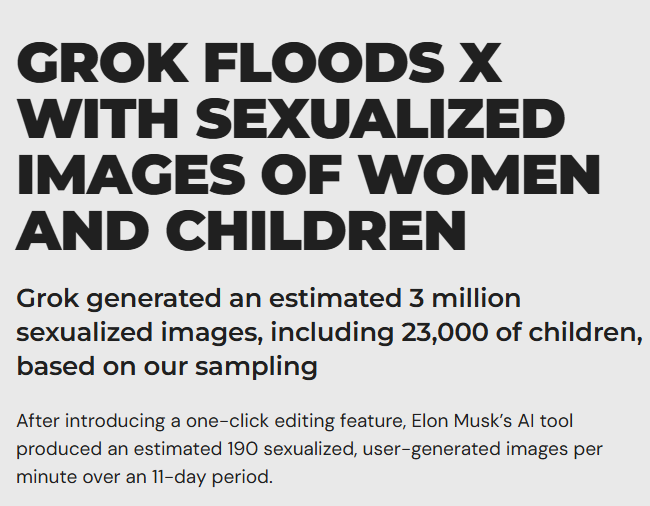 GROK FLOODS X
WITH SEXUALIZED
IMAGES OF WOMEN
AND CHILDREN
Grok generated an estimated 3 million
sexualized images, including 23,000 of children,
based on our sampling
After introducing a one-click editing feature, Elon Musk's AI tool
produced an estimated 190 sexualized, user-generated images per
minute over an 11-day period.